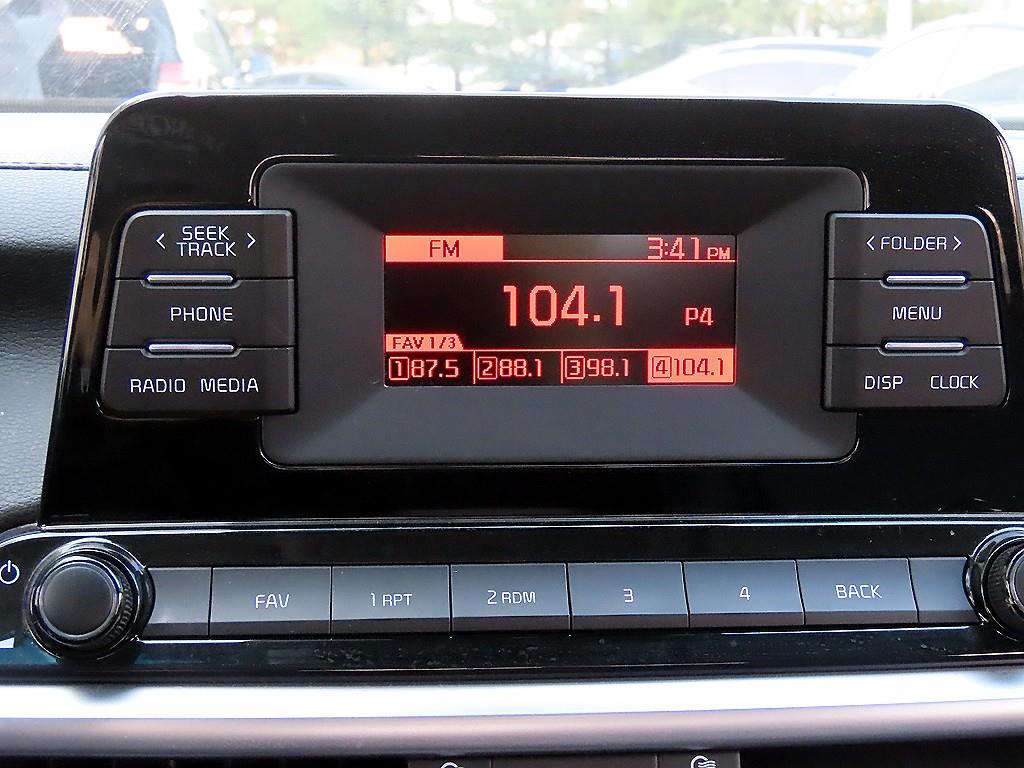 < SEEK >
TRACK
PHONE
RADIO MEDIA
FM 3:41 PM
104.1 P4
FAV 1/3
1 87.5 2 88.1 3 98.1 4 104.1
< FOLDER >
MENU
DISP CLOCK
FAV 1 RPT 2 RDM 3 4 BACK